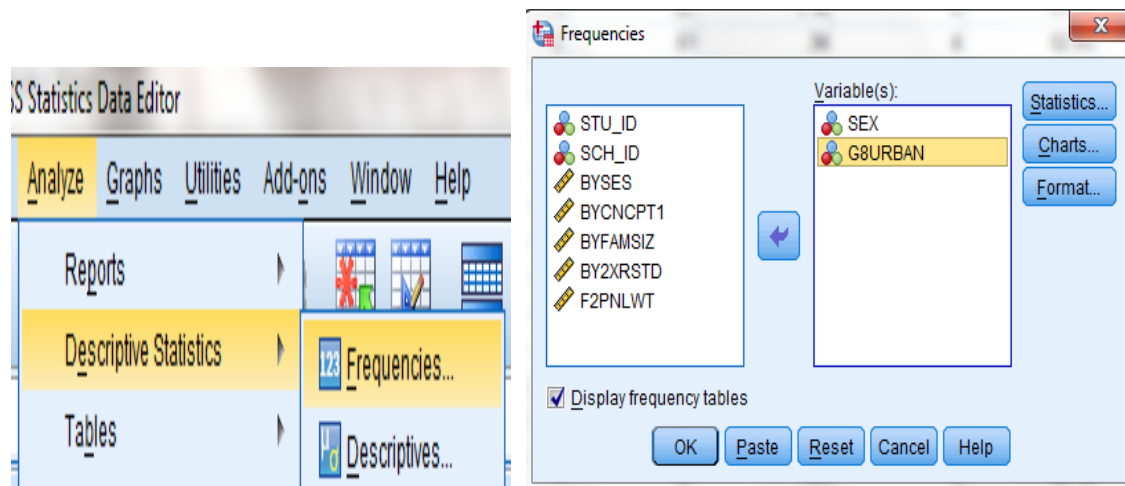 S Statistics Data Editor
Analyze Graphs Utilities Add-ons Window Help
Reports
Descriptive Statistics
Tables
123 Frequencies...
Descriptives...
Frequencies
Variable(s):
STU_ID
SCH_ID
BYSES
BYCNCPT1
BYFAMSIZ
BY2XRSTD
F2PNLWT
SEX
G8URBAN
Statistics...
Charts...
Format...
Display frequency tables
OK Paste Reset Cancel Help